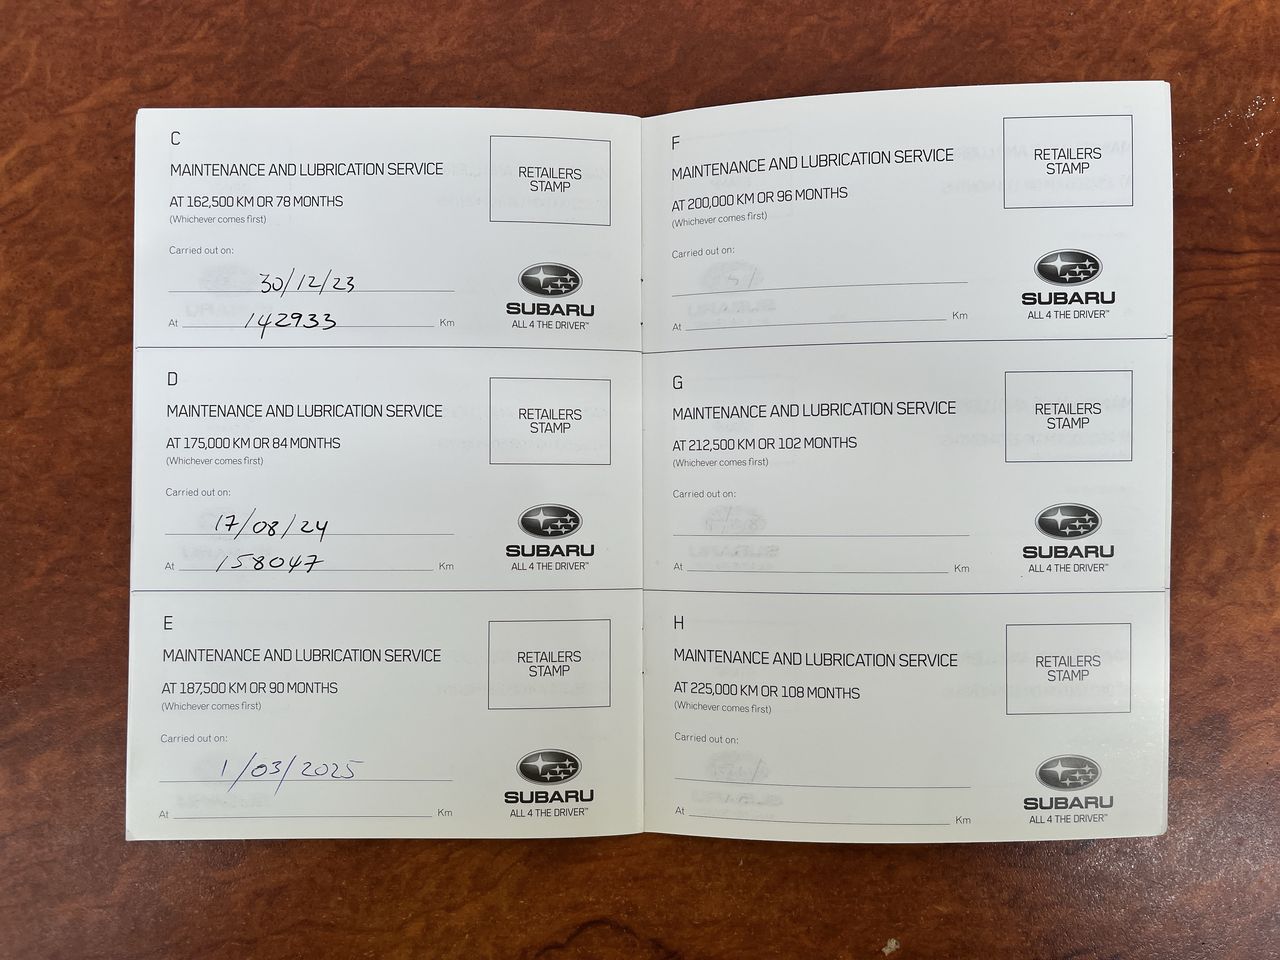 C
MAINTENANCE AND LUBRICATION SERVICE
AT 162,500 KM OR 78 MONTHS
(Whichever comes first)
RETAILERS
STAMP
Carried out on:
30/12/23
At 142933 Km
SUBARU
ALL 4 THE DRIVER™
D
MAINTENANCE AND LUBRICATION SERVICE
AT 175,000 KM OR 84 MONTHS
(Whichever comes first)
RETAILERS
STAMP
Carried out on:
17/08/24
At 158047 Km
SUBARU
ALL 4 THE DRIVER™
E
MAINTENANCE AND LUBRICATION SERVICE
AT 187,500 KM OR 90 MONTHS
(Whichever comes first)
RETAILERS
STAMP
Carried out on:
1/03/2025
At Km
SUBARU
ALL 4 THE DRIVER™
F
MAINTENANCE AND LUBRICATION SERVICE
AT 200,000 KM OR 96 MONTHS
(Whichever comes first)
RETAILERS
STAMP
Carried out on:
At Km
SUBARU
ALL 4 THE DRIVER™
G
MAINTENANCE AND LUBRICATION SERVICE
AT 212,500 KM OR 102 MONTHS
(Whichever comes first)
RETAILERS
STAMP
Carried out on:
At Km
SUBARU
ALL 4 THE DRIVER™
H
MAINTENANCE AND LUBRICATION SERVICE
AT 225,000 KM OR 108 MONTHS
(Whichever comes first)
RETAILERS
STAMP
Carried out on:
At Km
SUBARU
ALL 4 THE DRIVER™